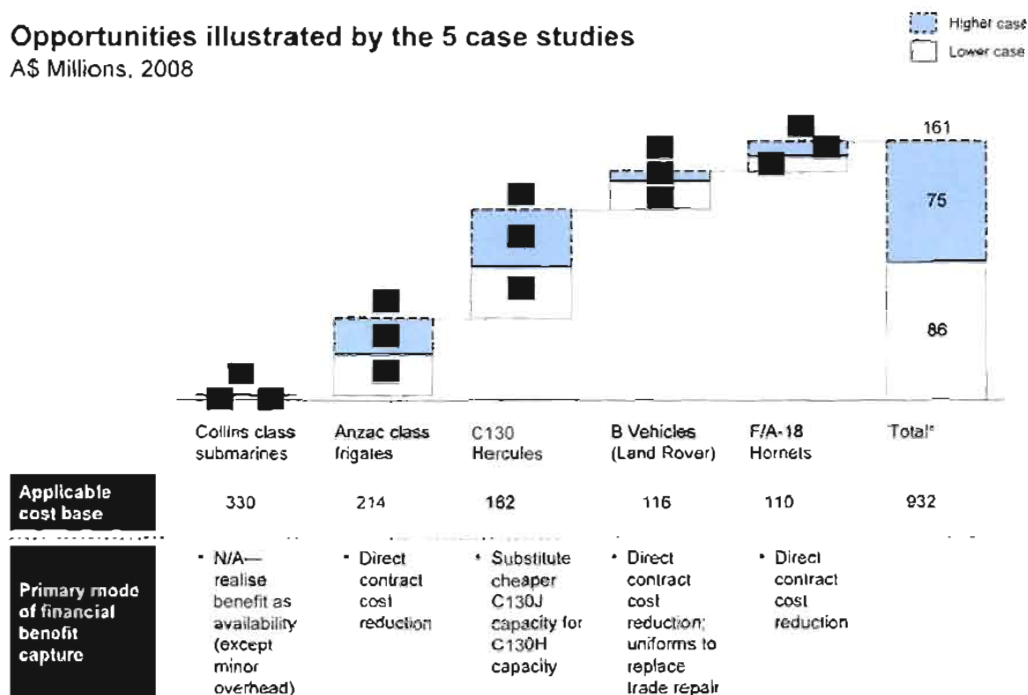 Opportunities illustrated by the 5 case studies
A$ Millions, 2008
Higher case
Lower case
161
75
86
Collins class
submarines
Anzac class
frigates
C130
Hercules
B Vehicles
(Land Rover)
F/A-18
Hornets
Total*
Applicable
cost base
330
214
162
116
110
932
Primary mode
of financial
benefit
capture
• N/A—
realise
benefit as
availability
(except
minor
overhead)
• Direct
contract
cost
reduction
• Substitute
cheaper
C130J
capacity for
C130H
capacity
• Direct
contract
cost
reduction;
uniforms to
replace
trade repair
• Direct
contract
cost
reduction